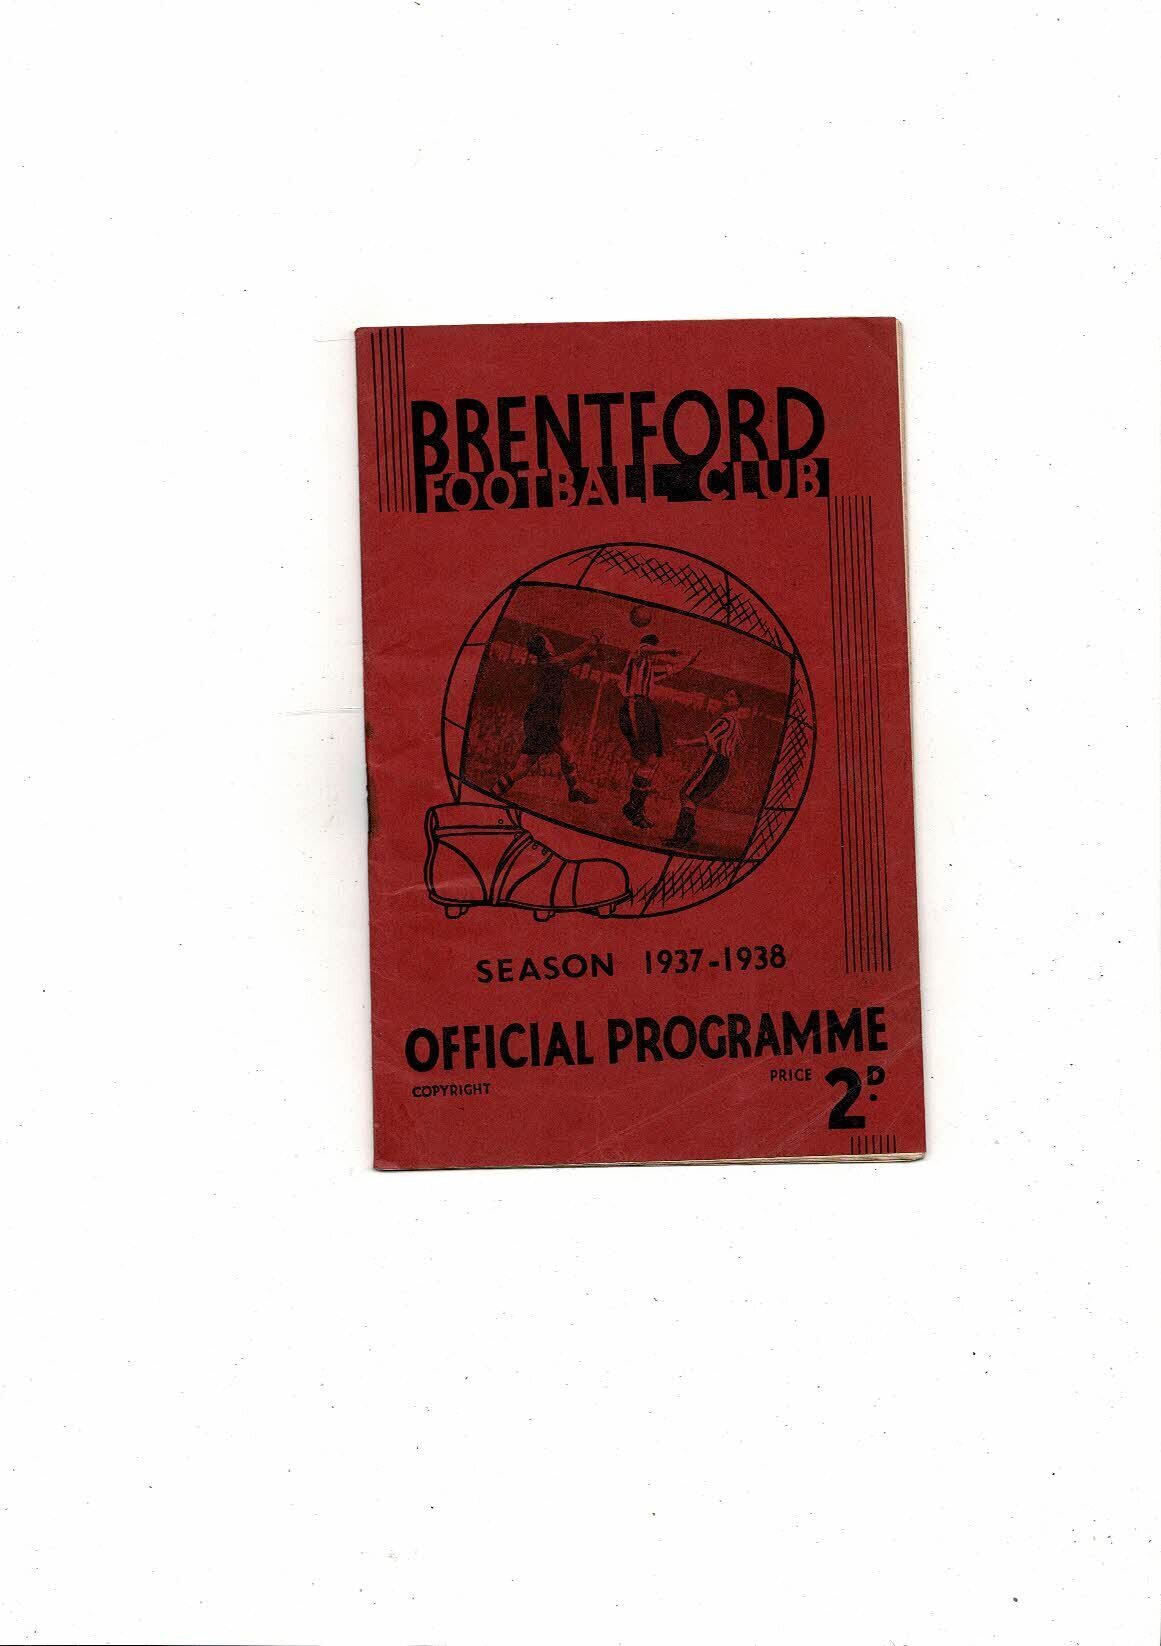 BRENTFORD
FOOTBALL CLUB
SEASON 1937-1938
OFFICIAL PROGRAMME
COPYRIGHT
PRICE 2D.